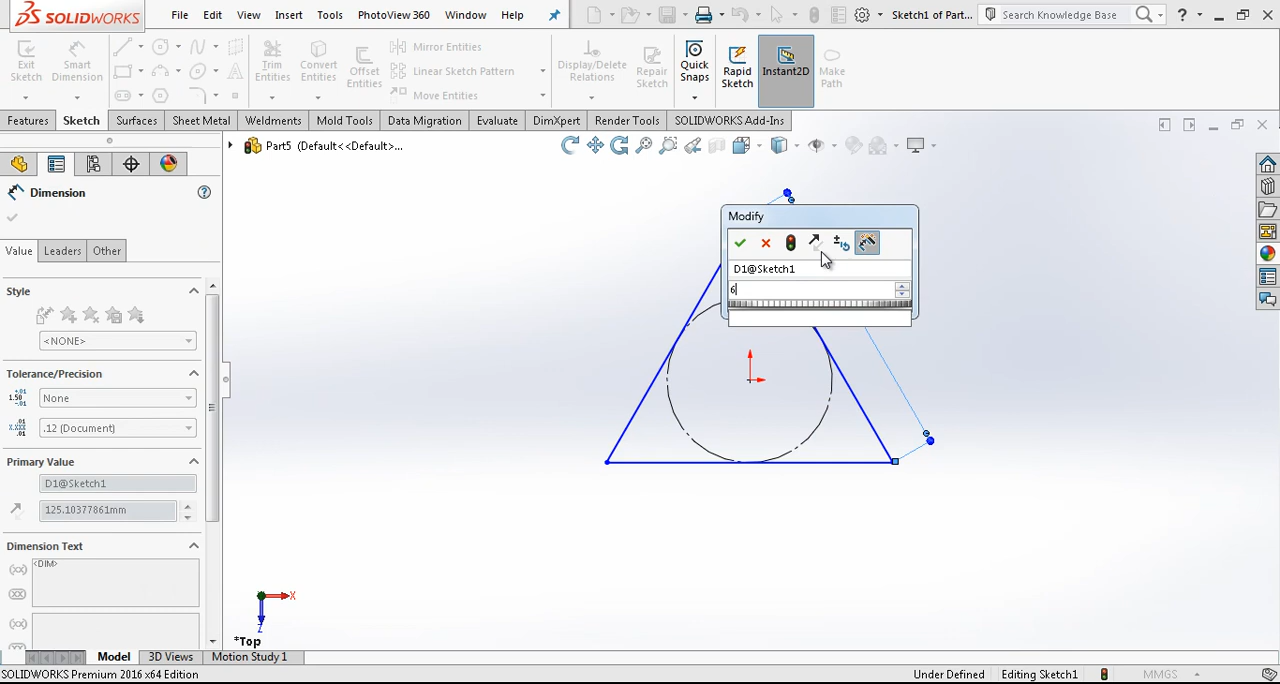 SOLIDWORKS File Edit View Insert Tools PhotoView 360 Window Help Sketch1 of Part... Search Knowledge Base ?
Exit Sketch
Smart Dimension
Trim Entities
Convert Entities
Offset Entities
Mirror Entities
Linear Sketch Pattern
Move Entities
Display/Delete Relations
Repair Sketch
Quick Snaps
Rapid Sketch
Instant2D
Make Path
Features Sketch Surfaces Sheet Metal Weldments Mold Tools Data Migration Evaluate DimXpert Render Tools SOLIDWORKS Add-Ins
Part5 (Default<<Default>...
Dimension
Value Leaders Other
Style
<NONE>
Tolerance/Precision
None
.12 (Document)
Primary Value
D1@Sketch1
125.10377861mm
Dimension Text
<DIM>
Modify
D1@Sketch1
6
X
Z
*Top
Model 3D Views Motion Study 1
SOLIDWORKS Premium 2016 x64 Edition Under Defined Editing Sketch1 MMGS